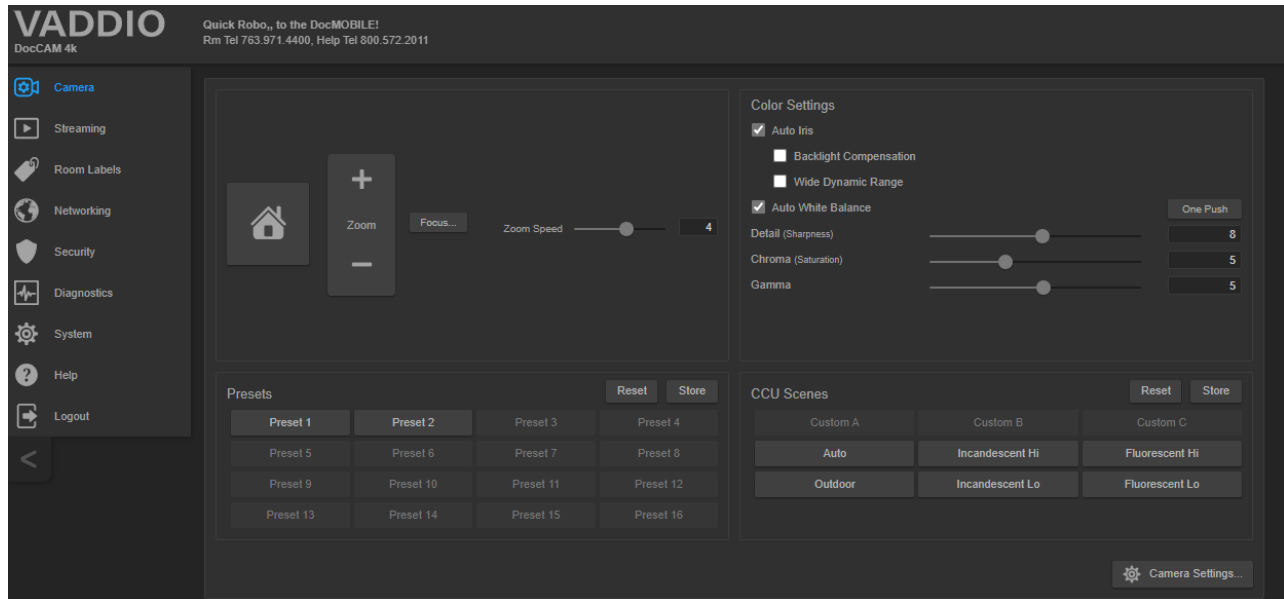 VADDIO
DocCAM 4k
Quick Robo,, to the DocMOBILE!
Rm Tel 763.971.4400, Help Tel 800.572.2011
Camera
Streaming
Room Labels
Networking
Security
Diagnostics
System
Help
Logout
<
+
Zoom
−
Focus...
Zoom Speed 4
Color Settings
Auto Iris
Backlight Compensation
Wide Dynamic Range
Auto White Balance One Push
Detail (Sharpness) 8
Chroma (Saturation) 5
Gamma 5
Presets Reset Store
Preset 1 Preset 2 Preset 3 Preset 4
Preset 5 Preset 6 Preset 7 Preset 8
Preset 9 Preset 10 Preset 11 Preset 12
Preset 13 Preset 14 Preset 15 Preset 16
CCU Scenes Reset Store
Custom A Custom B Custom C
Auto Incandescent Hi Fluorescent Hi
Outdoor Incandescent Lo Fluorescent Lo
Camera Settings...